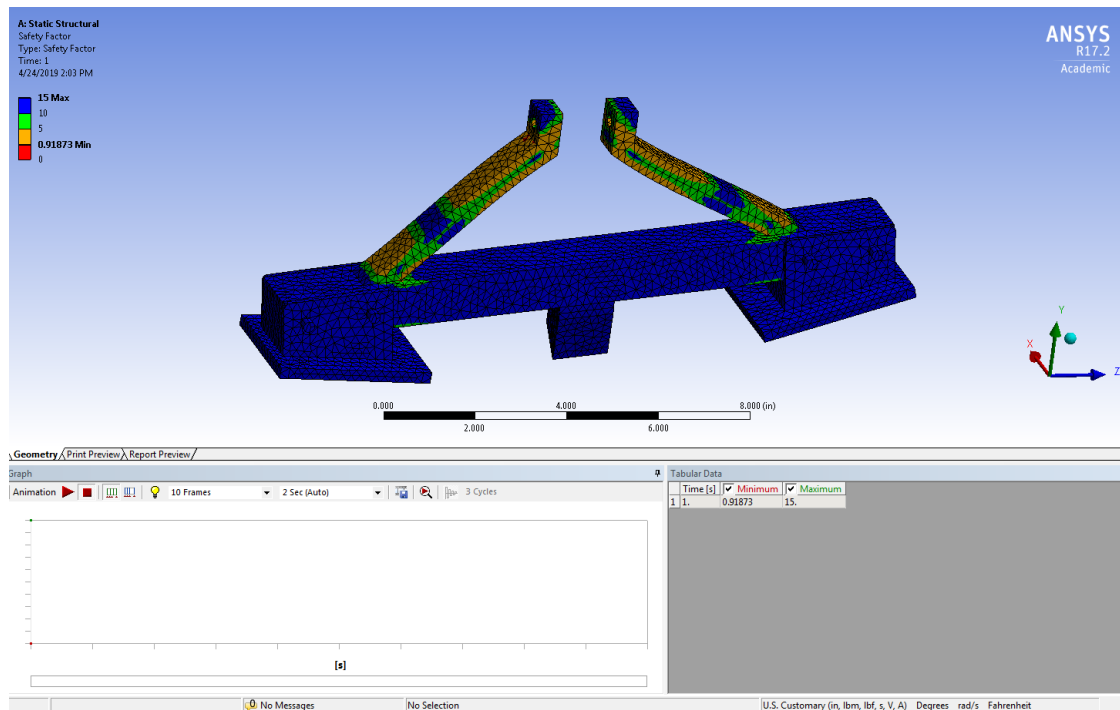 A: Static Structural
Safety Factor
Type: Safety Factor
Time: 1
4/24/2019 2:03 PM
15 Max
10
5
0.91873 Min
0
ANSYS
R17.2
Academic
Y
X
Z
0.000 4.000 8.000 (in)
2.000 6.000
Geometry Print Preview Report Preview
Graph
Animation 10 Frames 2 Sec (Auto) 3 Cycles
[s]
Tabular Data
Time [s] Minimum Maximum
1 1. 0.91873 15.
0 No Messages No Selection U.S. Customary (in, lbm, lbf, s, V, A) Degrees rad/s Fahrenheit